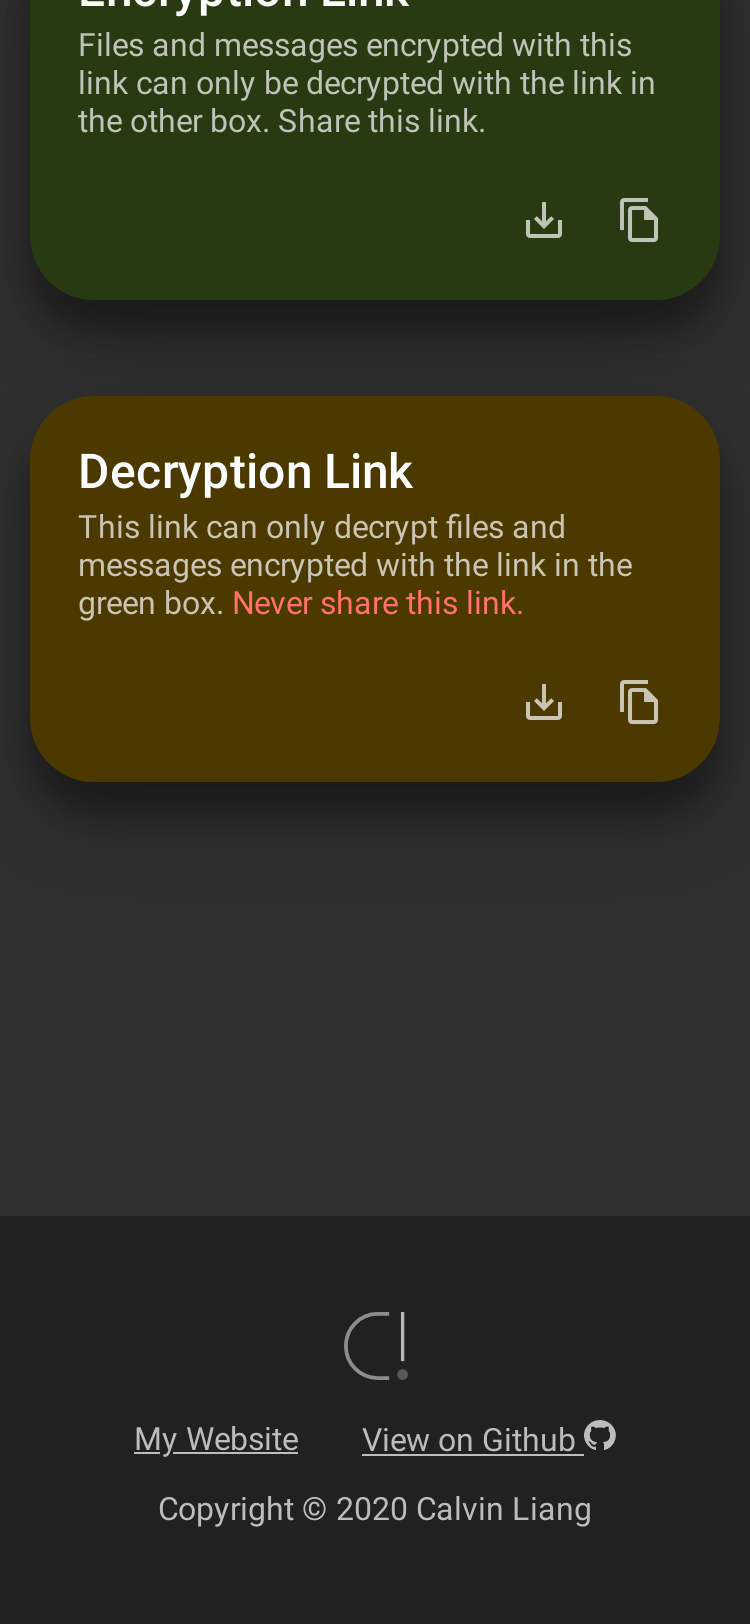 Encryption Link
Files and messages encrypted with this
link can only be decrypted with the link in
the other box. Share this link.
Decryption Link
This link can only decrypt files and
messages encrypted with the link in the
green box. Never share this link.
My Website
View on Github
Copyright © 2020 Calvin Liang